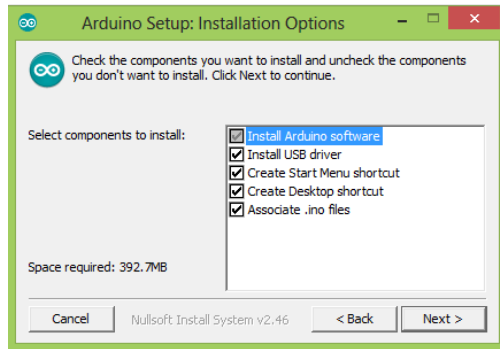 Arduino Setup: Installation Options
Check the components you want to install and uncheck the components
you don't want to install. Click Next to continue.
Select components to install:
Install Arduino software
Install USB driver
Create Start Menu shortcut
Create Desktop shortcut
Associate .ino files
Space required: 392.7MB
Cancel
Nullsoft Install System v2.46
< Back
Next >